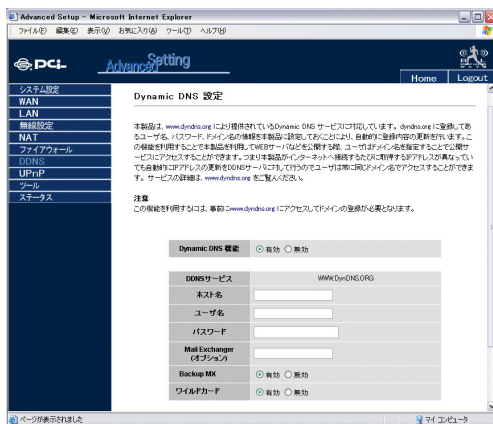 Advanced Setup - Microsoft Internet Explorer
ファイル(F) 編集(E) 表示(V) お気に入り(A) ツール(T) ヘルプ(H)
PCi
Advanced Setting
Home Logout
システム設定
WAN
LAN
無線設定
NAT
ファイアウォール
DDNS
UPnP
ツール
ステータス
Dynamic DNS 設定
本製品は、www.dyndns.org により提供されているDynamic DNS サービスに対応しています。dyndns.org に登録してあ
るユーザ名、パスワード、ドメイン名の情報を本製品に設定しておくことにより、自動的に登録内容の更新を行います。こ
の機能を利用することで本製品を利用してWEBサーバなどを公開する際、ユーザはドメイン名を指定することで公開サ
ービスにアクセスすることができます。つまり本製品がインターネットへ接続するたびに取得するIPアドレスが異なってい
ても自動的にIPアドレスの更新をDDNSサーバに対して行うのでユーザは常に同じドメイン名でアクセスすることができま
す。サービスの詳細は、www.dyndns.org をご覧ください。
注意
この機能を利用するには、事前にwww.dyndns.org にアクセスしてドメインの登録が必要となります。
Dynamic DNS 機能 有効 無効
DDNSサービス WWW.DynDNS.ORG
ホスト名
ユーザ名
パスワード
Mail Exchanger
(オプション)
Backup MX 有効 無効
ワイルドカード 有効 無効
ページが表示されました マイ コンピュータ